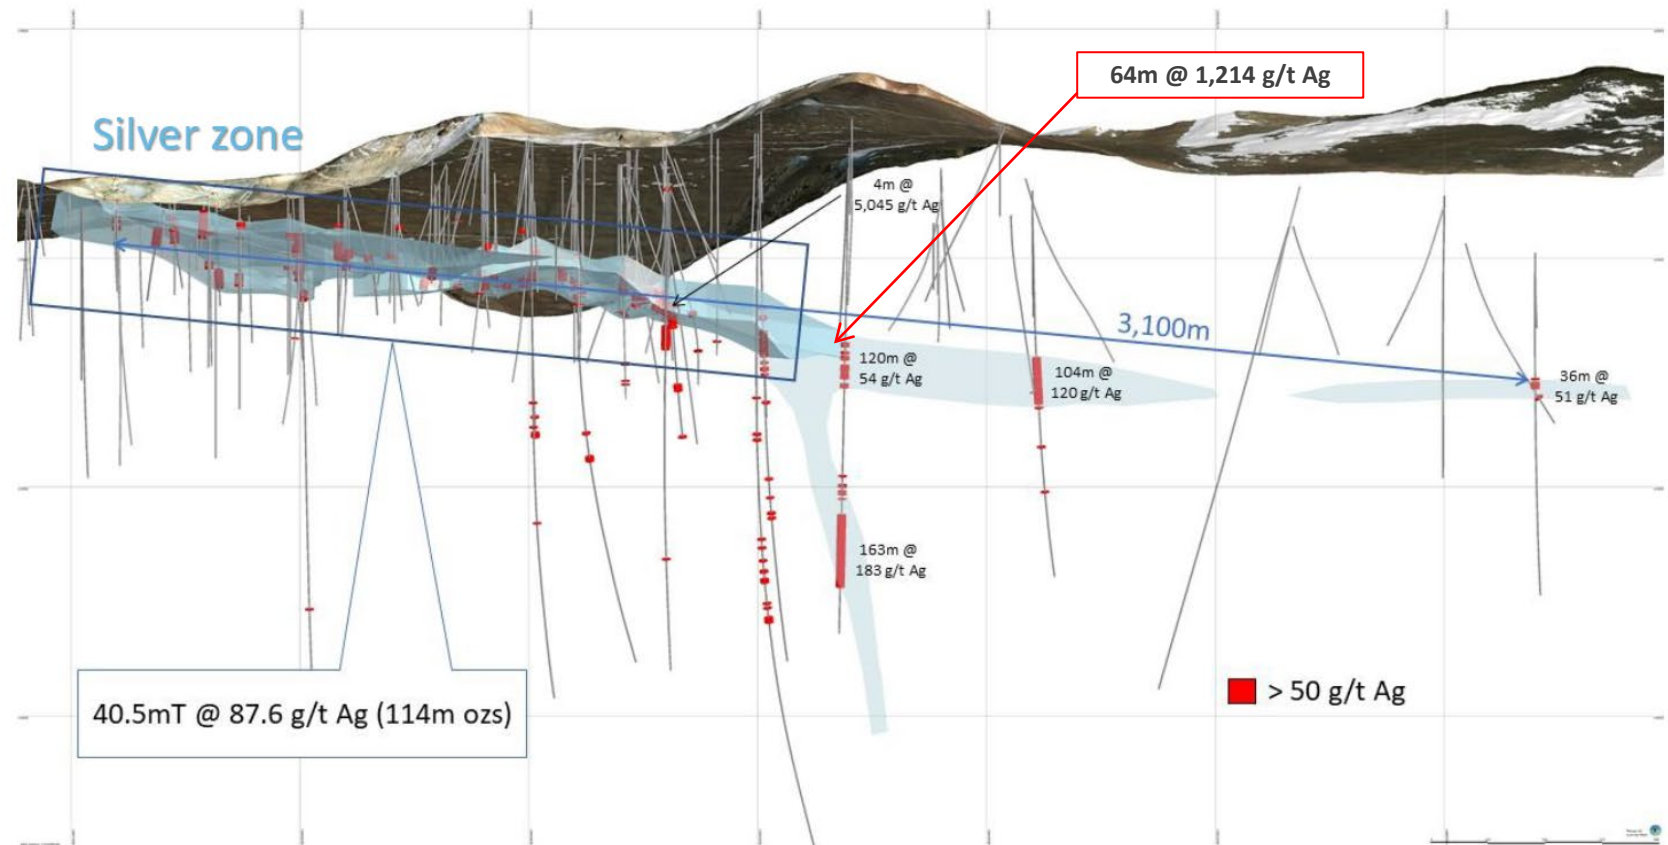 64m @ 1,214 g/t Ag
Silver zone
4m @
5,045 g/t Ag
3,100m
120m @
54 g/t Ag
104m @
120 g/t Ag
36m @
51 g/t Ag
163m @
183 g/t Ag
> 50 g/t Ag
40.5mT @ 87.6 g/t Ag (114m ozs)